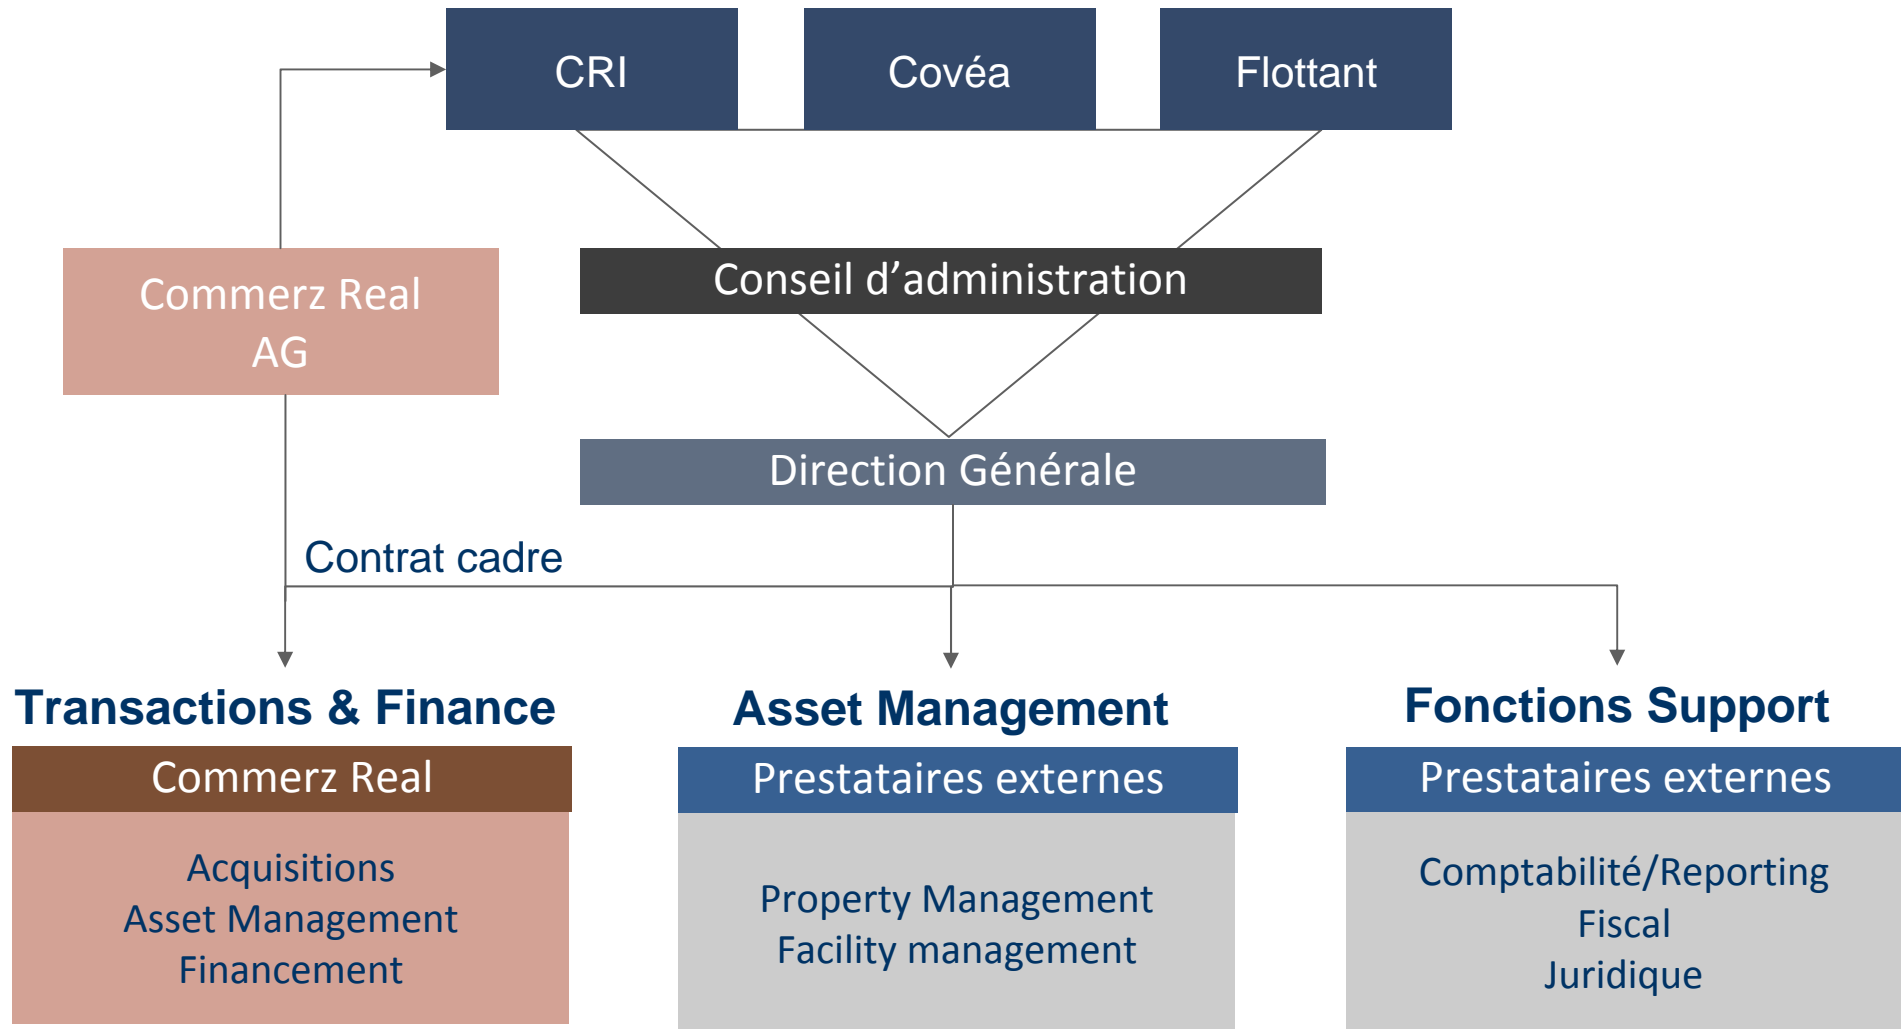 CRI
Covéa
Flottant
Commerz Real
AG
Conseil d’administration
Direction Générale
Contrat cadre
Transactions & Finance
Commerz Real
Acquisitions
Asset Management
Financement
Asset Management
Prestataires externes
Property Management
Facility management
Fonctions Support
Prestataires externes
Comptabilité/Reporting
Fiscal
Juridique